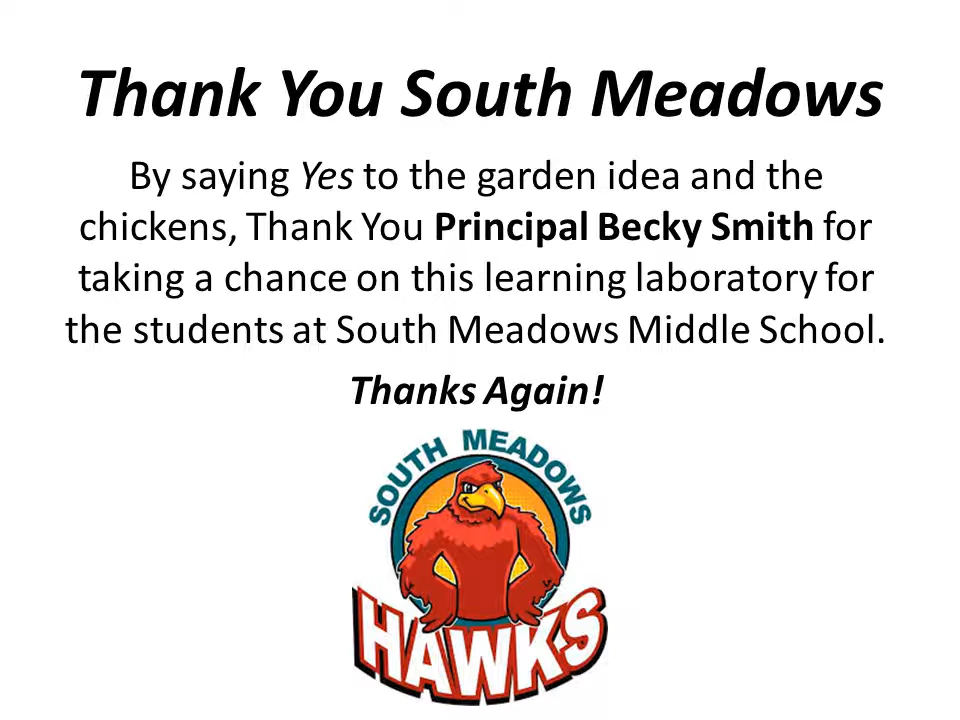 Thank You South Meadows
By saying Yes to the garden idea and the
chickens, Thank You Principal Becky Smith for
taking a chance on this learning laboratory for
the students at South Meadows Middle School.
Thanks Again!
SOUTH MEADOWS
HAWKS